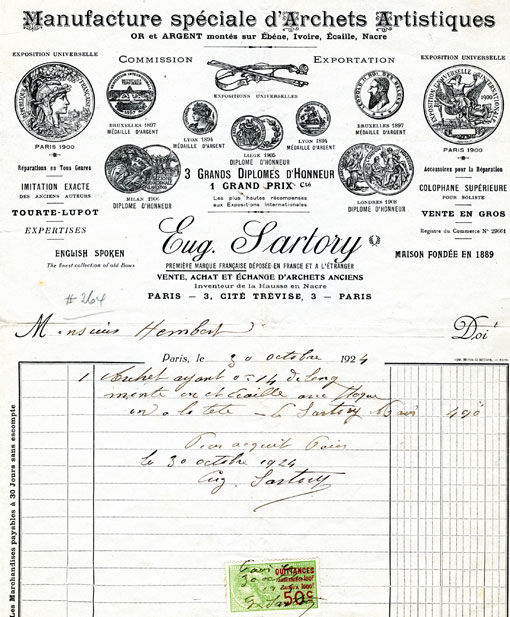 Manufacture spéciale d'Archets Artistiques
OR et ARGENT montés sur Ébène, Ivoire, Écaille, Nacre
EXPOSITION UNIVERSELLE
COMMISSION
EXPORTATION
EXPOSITION UNIVERSELLE
EXPOSITIONS UNIVERSELLES
PARIS 1900
BRUXELLES 1897
MÉDAILLE D'ARGENT
LYON 1894
MÉDAILLE D'ARGENT
LIÈGE 1905
DIPLOME D'HONNEUR
LYON 1894
MÉDAILLE D'ARGENT
BRUXELLES 1897
MÉDAILLE D'ARGENT
PARIS 1900
Réparations en Tous Genres
IMITATION EXACTE
DES ANCIENS AUTEURS
TOURTE-LUPOT
EXPERTISES
ENGLISH SPOKEN
The finest collection of old Bows
MILAN 1906
DIPLOME D'HONNEUR
3 GRANDS DIPLOMES D'HONNEUR
1 GRAND PRIX Cté
Les plus hautes récompenses
aux Expositions Internationales
LONDRES 1908
DIPLOME D'HONNEUR
Accessoires pour la Réparation
COLOPHANE SUPÉRIEURE
POUR SOLISTE
VENTE EN GROS
Registre du Commerce N° 29661
MAISON FONDÉE EN 1889
Eug. Sartory
PREMIÈRE MARQUE FRANÇAISE DÉPOSÉE EN FRANCE ET A L'ÉTRANGER
VENTE, ACHAT ET ÉCHANGE D'ARCHETS ANCIENS
Inventeur de la Hausse en Nacre
PARIS — 3, CITÉ TRÉVISE, 3 — PARIS
#264
Monsieur Hembert Doit
Paris, le 30 octobre 1924
1 Archet ayant
monté or et écaille avec
a la tete Sartory Paris 490
Pour acquit Paris
le 30 octobre 1924
Eug. Sartory
Les Marchandises payables à 30 Jours sans escompte
QUITTANCES
50c